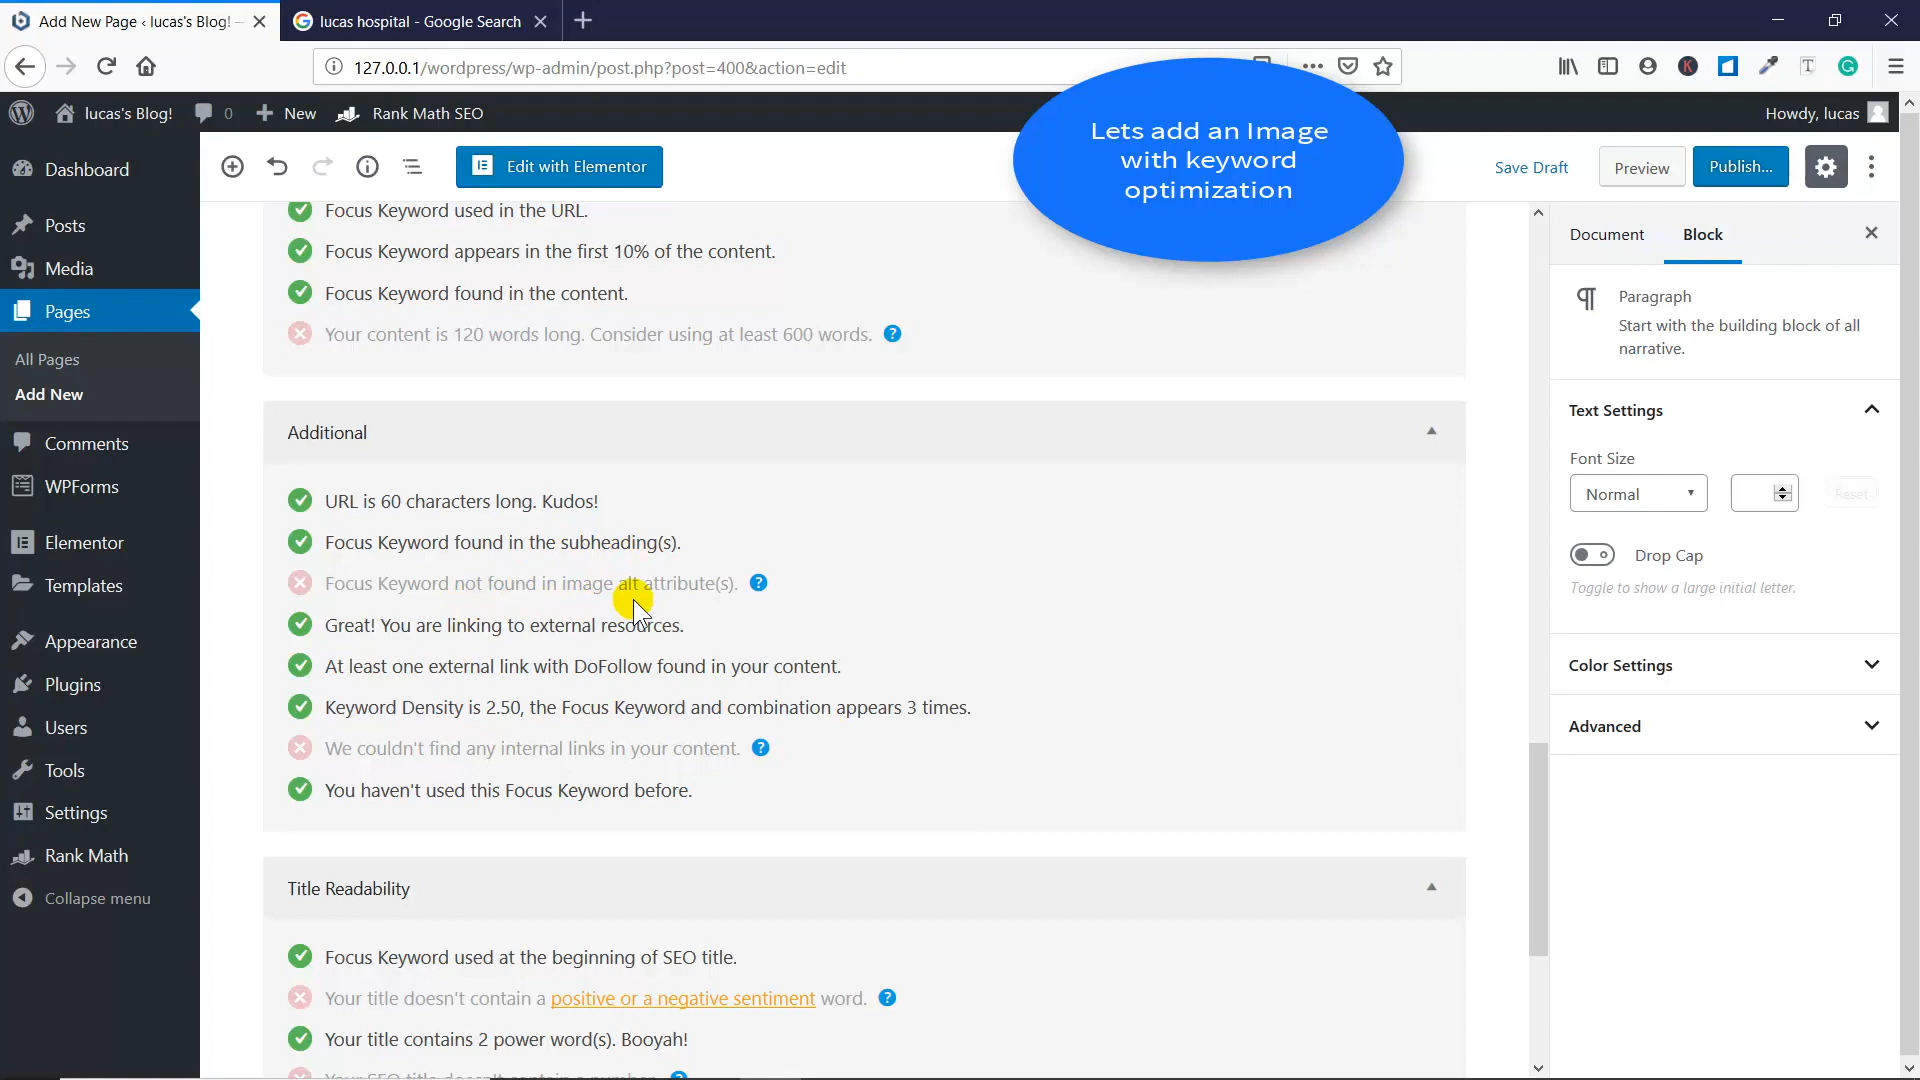 Add New Page ‹ lucas's Blog! –
lucas hospital - Google Search
127.0.0.1/wordpress/wp-admin/post.php?post=400&action=edit
lucas's Blog!
0
New
Rank Math SEO
Howdy, lucas
Lets add an Image
with keyword
optimization
Edit with Elementor
Save Draft
Preview
Publish...
Dashboard
Posts
Media
Pages
All Pages
Add New
Comments
WPForms
Elementor
Templates
Appearance
Plugins
Users
Tools
Settings
Rank Math
Collapse menu
Focus Keyword used in the URL.
Focus Keyword appears in the first 10% of the content.
Focus Keyword found in the content.
Your content is 120 words long. Consider using at least 600 words. ?
Additional
URL is 60 characters long. Kudos!
Focus Keyword found in the subheading(s).
Focus Keyword not found in image alt attribute(s). ?
Great! You are linking to external resources.
At least one external link with DoFollow found in your content.
Keyword Density is 2.50, the Focus Keyword and combination appears 3 times.
We couldn't find any internal links in your content. ?
You haven't used this Focus Keyword before.
Title Readability
Focus Keyword used at the beginning of SEO title.
Your title doesn't contain a positive or a negative sentiment word. ?
Your title contains 2 power word(s). Booyah!
Your SEO title doesn't contain a number. ?
Document
Block
Paragraph
Start with the building block of all
narrative.
Text Settings
Font Size
Normal
Reset
Drop Cap
Toggle to show a large initial letter.
Color Settings
Advanced